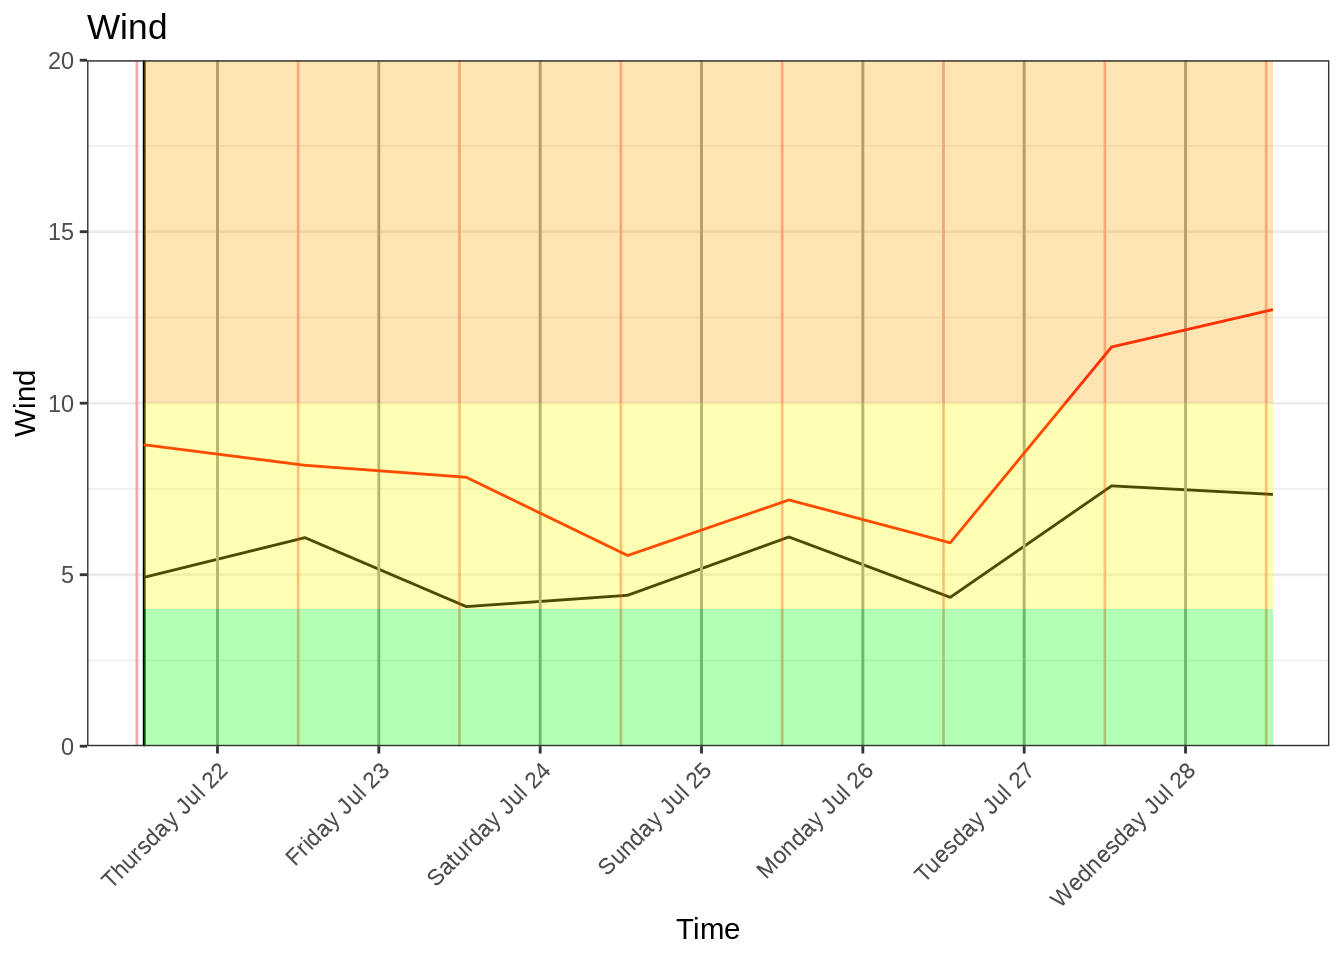 Wind
20
15
10
5
0
Wind
Thursday Jul 22
Friday Jul 23
Saturday Jul 24
Sunday Jul 25
Monday Jul 26
Tuesday Jul 27
Wednesday Jul 28
Time